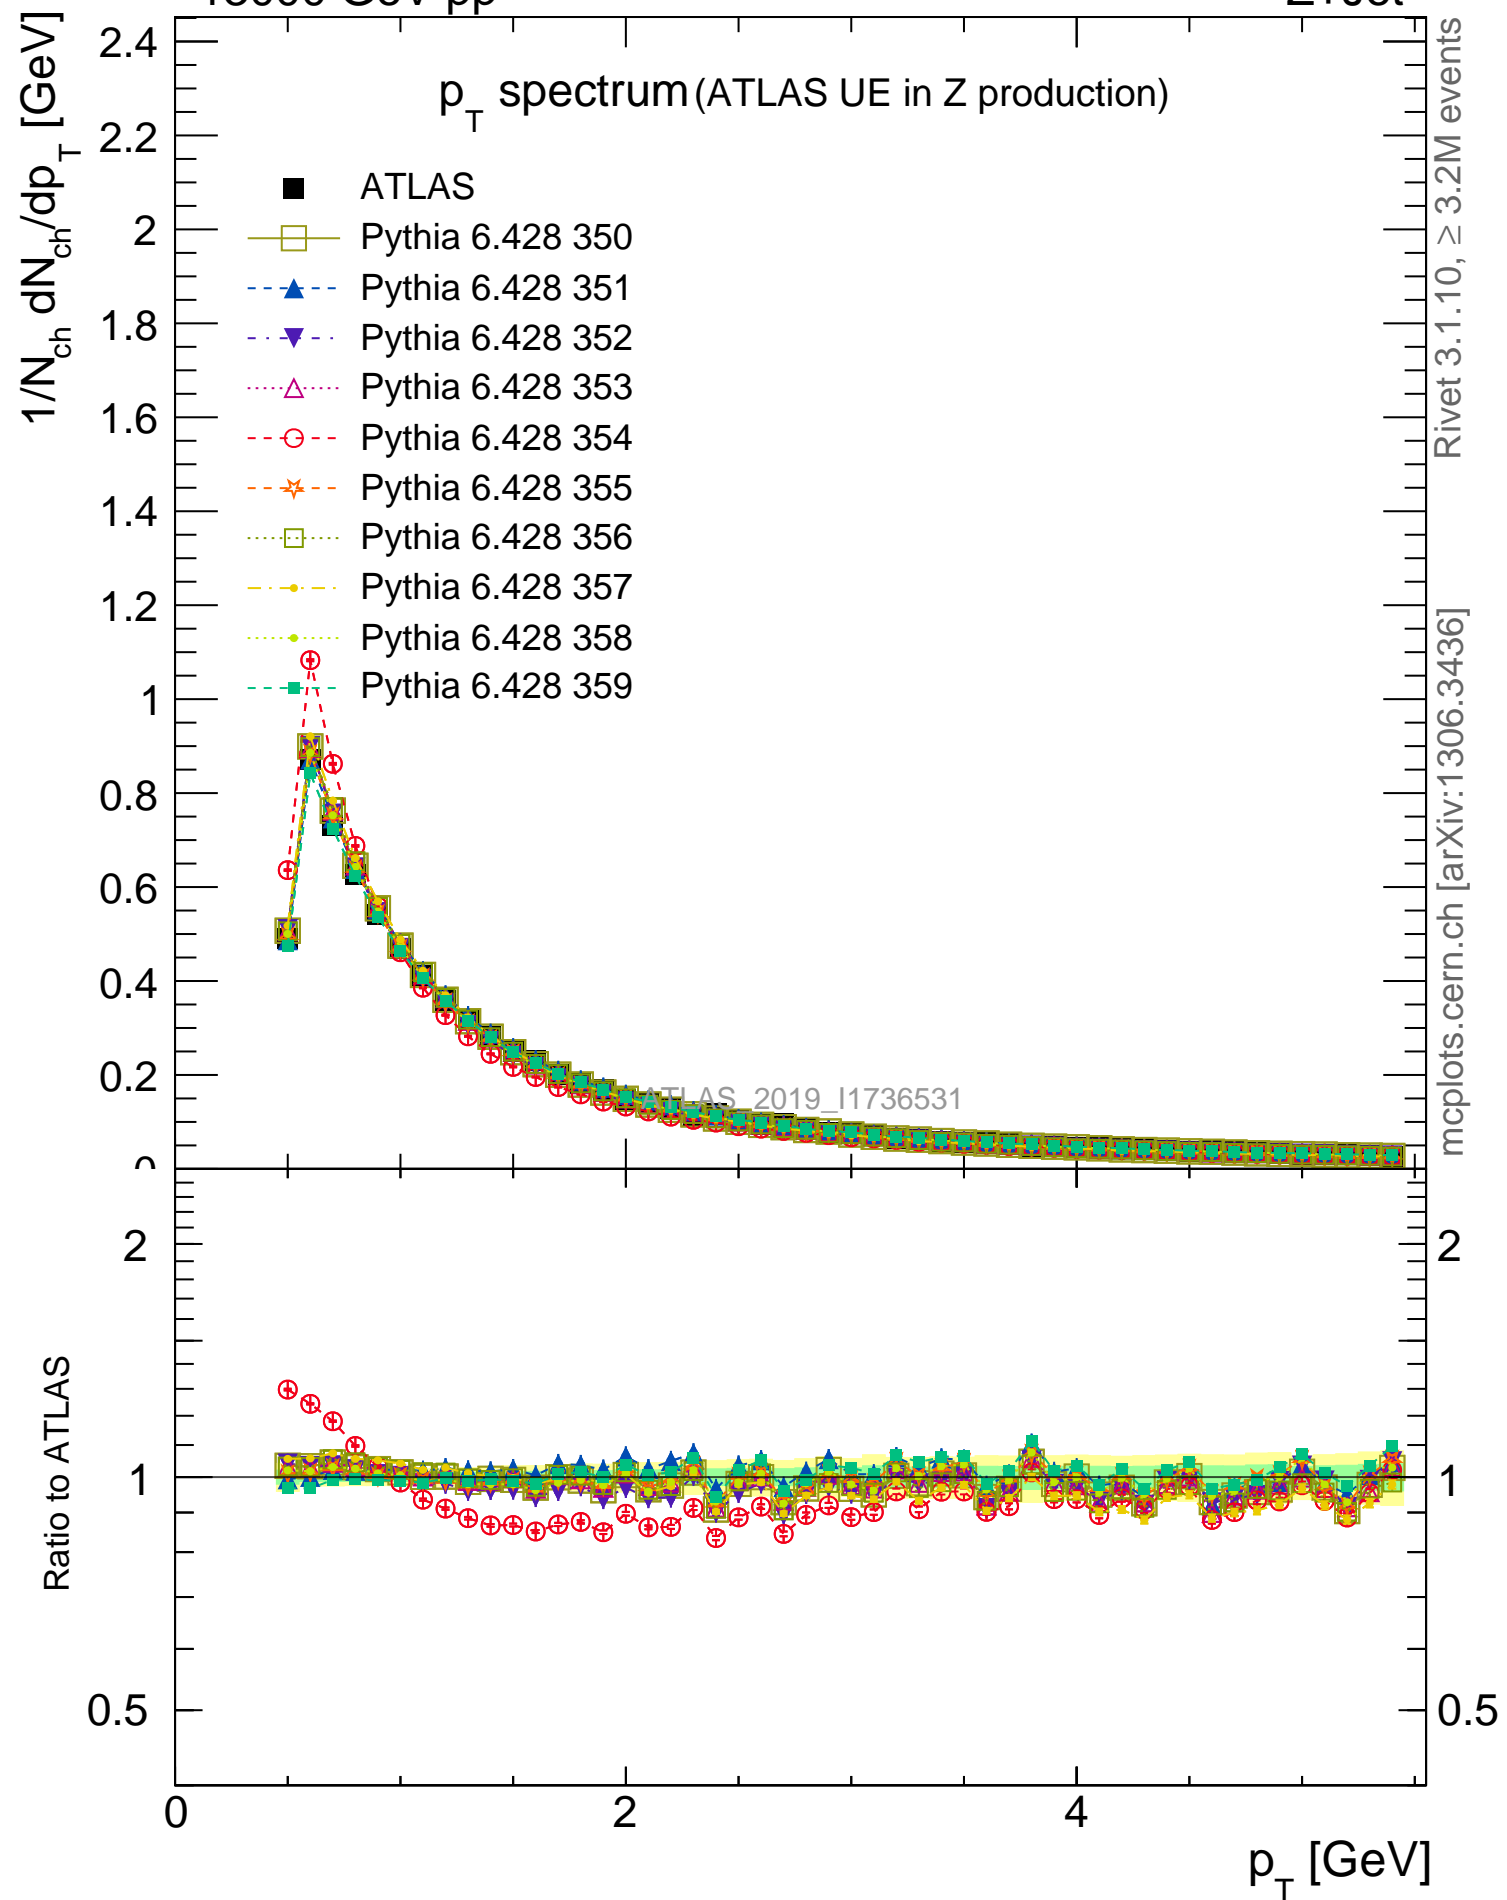 13000 GeV pp
Z+Jet
p_T spectrum (ATLAS UE in Z production)
1/N_ch dN_ch/dp_T [GeV]
ATLAS
Pythia 6.428 350
Pythia 6.428 351
Pythia 6.428 352
Pythia 6.428 353
Pythia 6.428 354
Pythia 6.428 355
Pythia 6.428 356
Pythia 6.428 357
Pythia 6.428 358
Pythia 6.428 359
2.4
2.2
2
1.8
1.6
1.4
1.2
1
0.8
0.6
0.4
0.2
0
ATLAS_2019_I1736531
Rivet 3.1.10, ≥ 3.2M events
mcplots.cern.ch [arXiv:1306.3436]
Ratio to ATLAS
2
1
0.5
2
1
0.5
0
2
4
p_T [GeV]